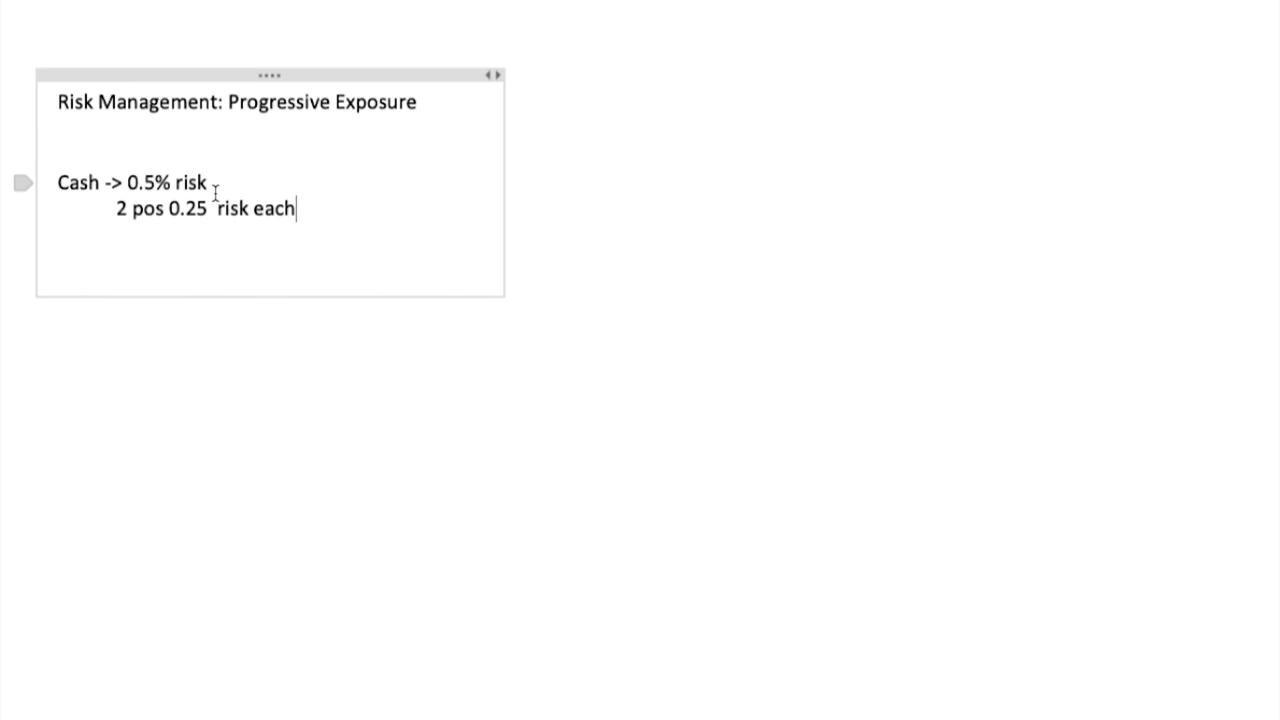 Risk Management: Progressive Exposure
Cash -> 0.5% risk
2 pos 0.25 risk each